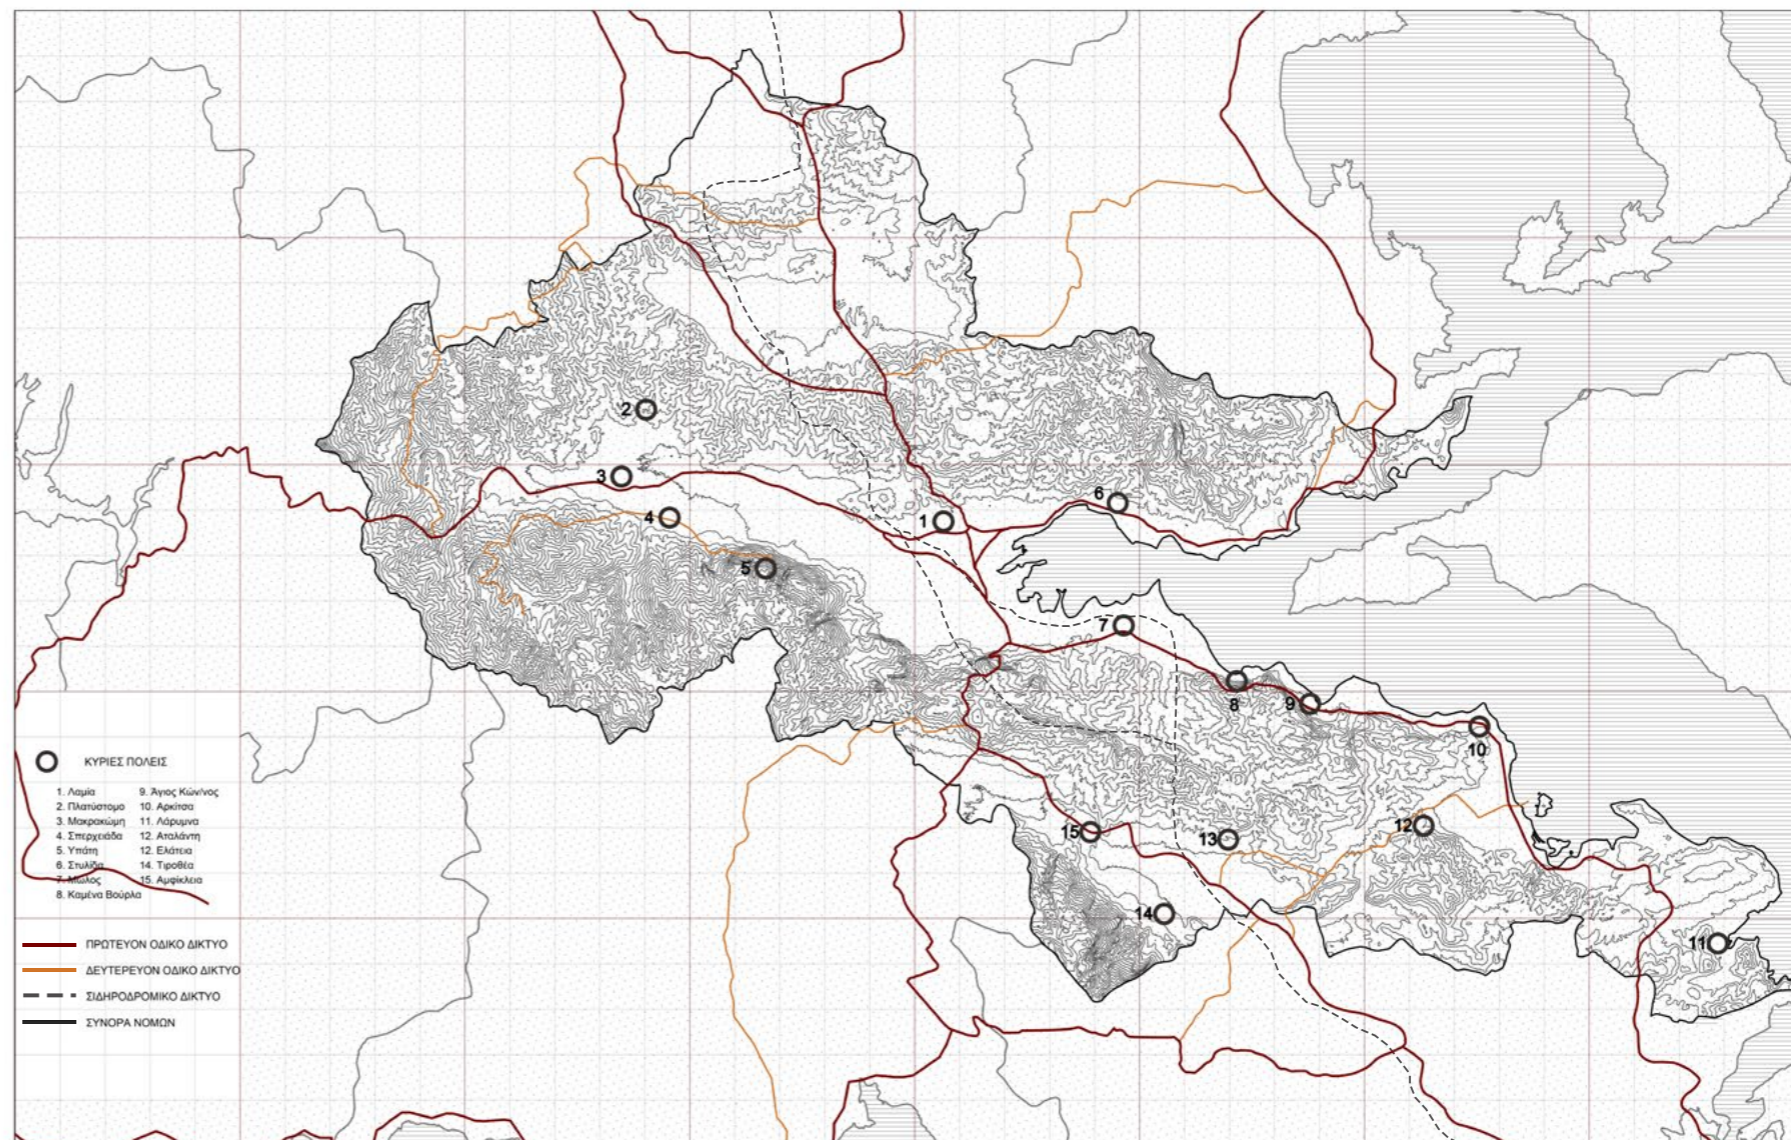 2
3
4
1
6
5
7
8
9
10
15
13
12
14
11
ΚΥΡΙΕΣ ΠΟΛΕΙΣ
1. Λαμία 9. Άγιος Κων/νος
2. Πλατύστομο 10. Αρκίτσα
3. Μακρακώμη 11. Λάρυμνα
4. Σπερχειάδα 12. Αταλάντη
5. Υπάτη 12. Ελάτεια
6. Στυλίδα 14. Τιροθέα
7. Μώλος 15. Αμφίκλεια
8. Καμένα Βούρλα
ΠΡΩΤΕΥΟΝ ΟΔΙΚΟ ΔΙΚΤΥΟ
ΔΕΥΤΕΡΕΥΟΝ ΟΔΙΚΟ ΔΙΚΤΥΟ
ΣΙΔΗΡΟΔΡΟΜΙΚΟ ΔΙΚΤΥΟ
ΣΥΝΟΡΑ ΝΟΜΩΝ